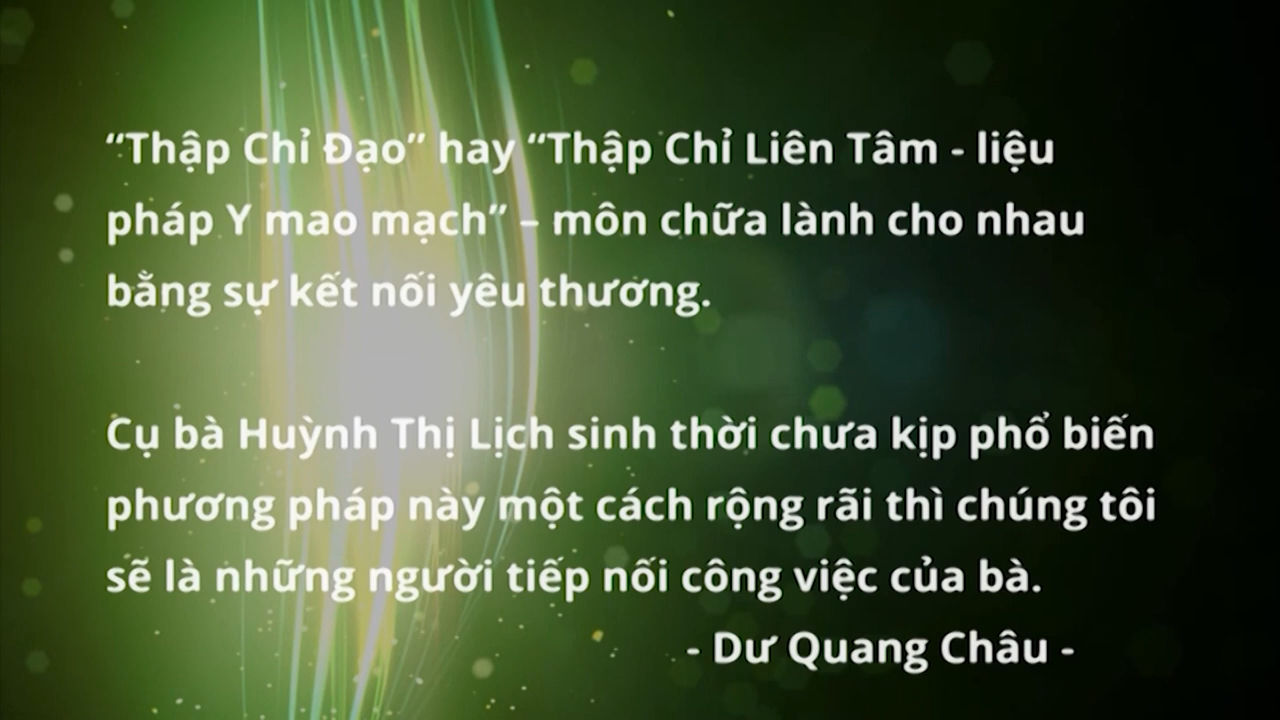 “Thập Chỉ Đạo” hay “Thập Chỉ Liên Tâm - liệu
pháp Y mao mạch” – môn chữa lành cho nhau
bằng sự kết nối yêu thương.
Cụ bà Huỳnh Thị Lịch sinh thời chưa kịp phổ biến
phương pháp này một cách rộng rãi thì chúng tôi
sẽ là những người tiếp nối công việc của bà.
- Dư Quang Châu -